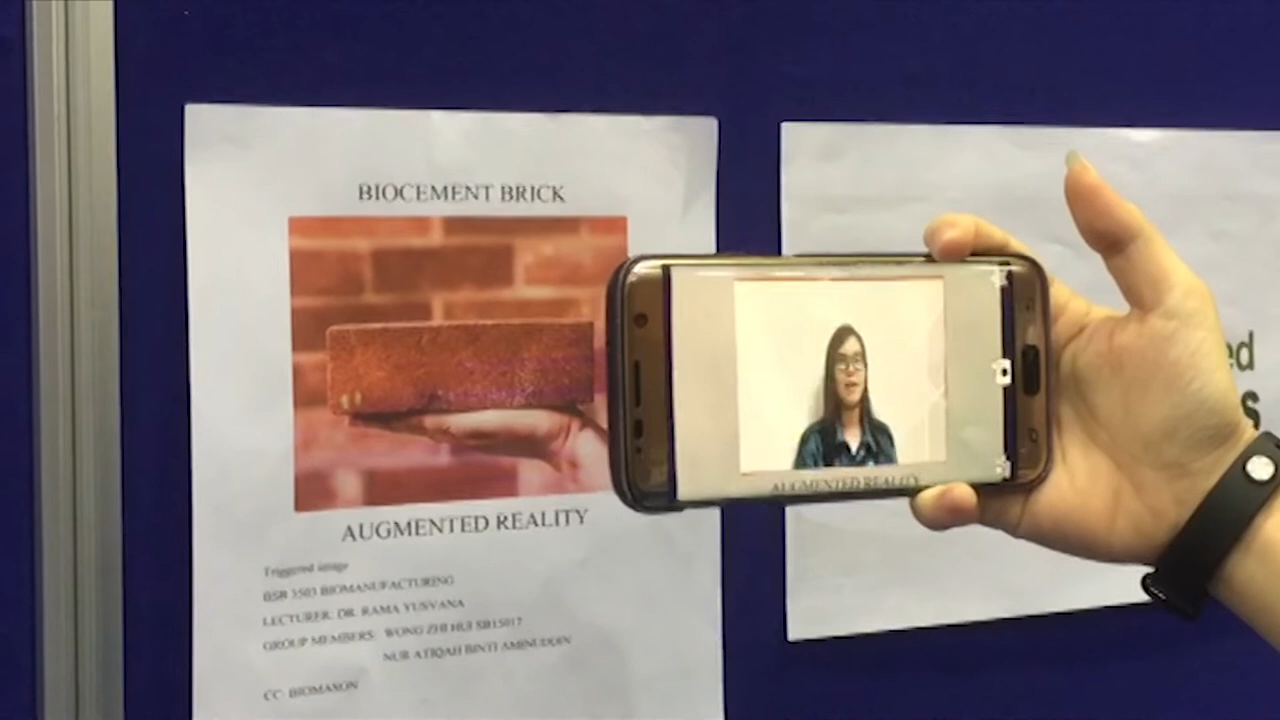 BIOCEMENT BRICK
AUGMENTED REALITY
Triggered image
BSB 3503 BIOMANUFACTURING
LECTURER: DR. RAMA YUSVANA
GROUP MEMBERS: WONG ZHI HUI SB15017
NUR ATIQAH BINTI AMINUDDIN
CC: BIOMASON
AUGMENTED REALITY
ed
s